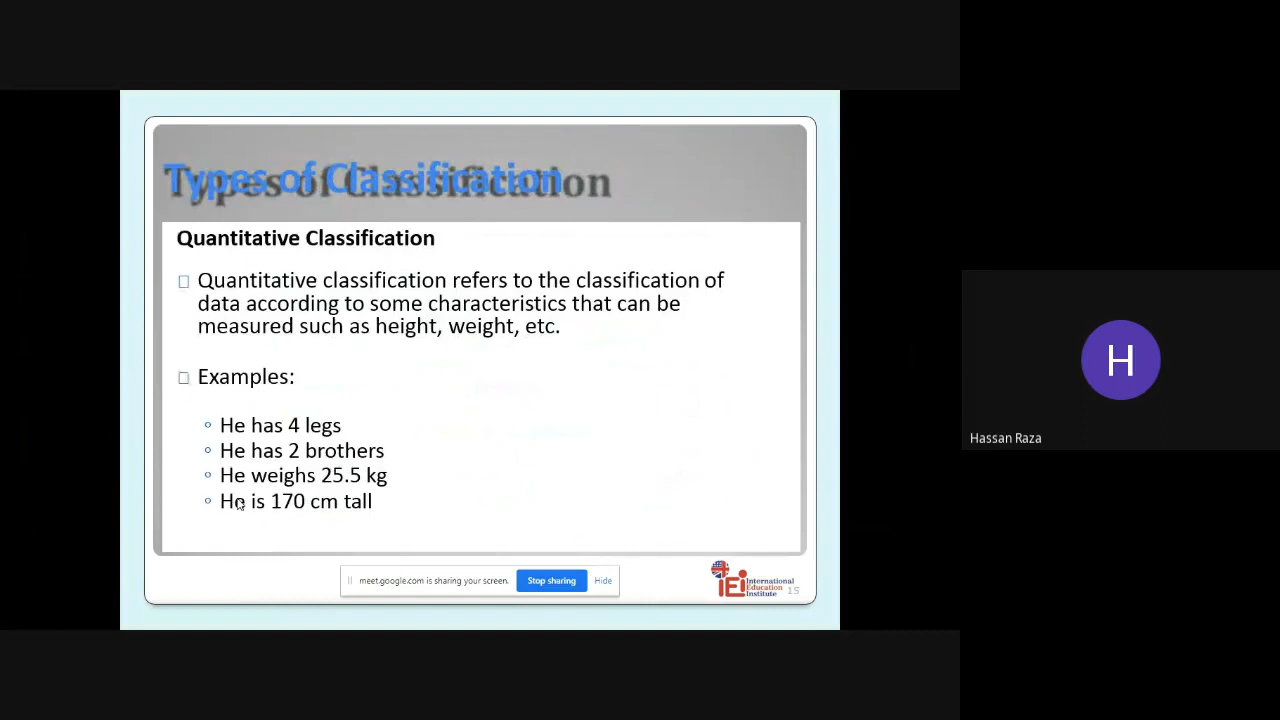 Types of Classification
Quantitative Classification
Quantitative classification refers to the classification of
data according to some characteristics that can be
measured such as height, weight, etc.
Examples:
He has 4 legs
He has 2 brothers
He weighs 25.5 kg
He is 170 cm tall
meet.google.com is sharing your screen. Stop sharing Hide
iEi International
Education
Institute
15
H
Hassan Raza